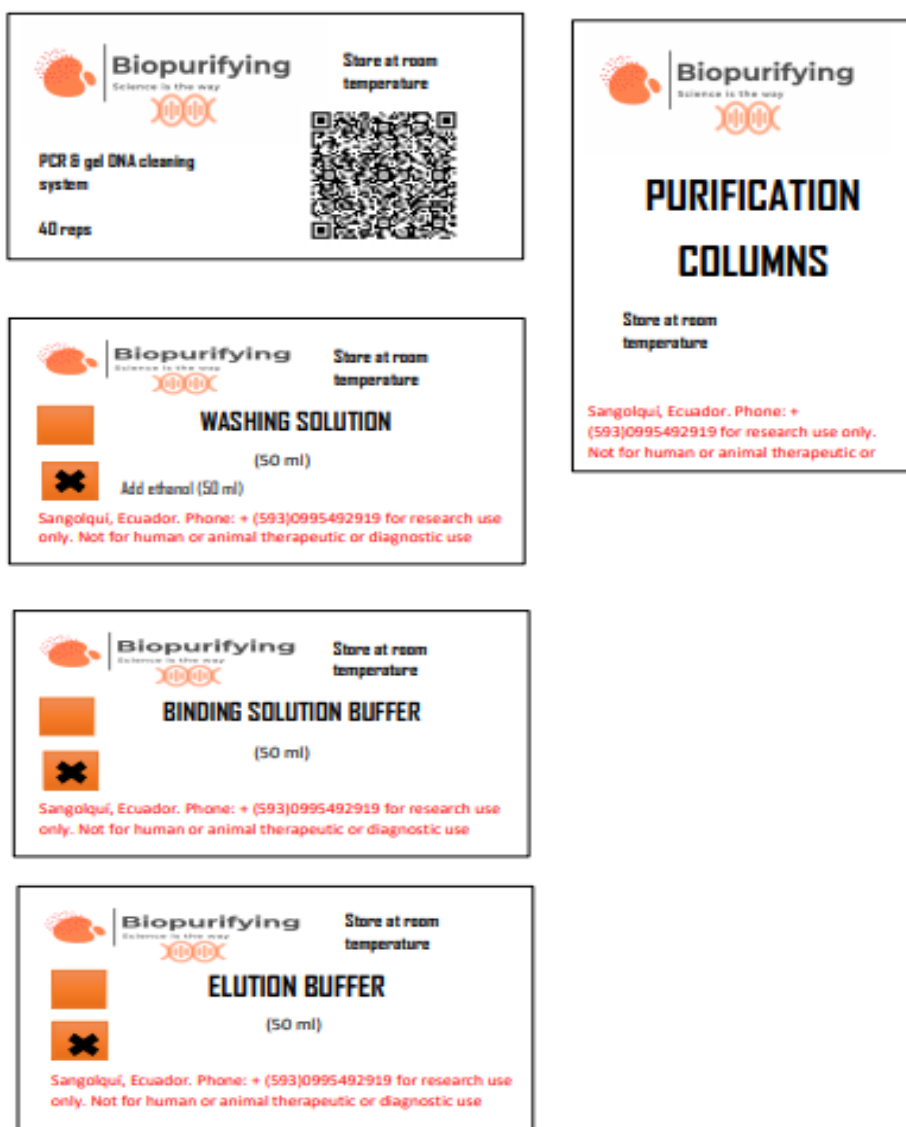 Biopurifying
Science is the way
Store at room
temperature
PCR & gel DNA cleaning
system
40 reps
Biopurifying
Science is the way
PURIFICATION
COLUMNS
Store at room
temperature
Sangolquí, Ecuador. Phone: +
(593)0995492919 for research use only.
Not for human or animal therapeutic or
Biopurifying
Science is the way
Store at room
temperature
WASHING SOLUTION
(50 ml)
Add ethanol (50 ml)
Sangolquí, Ecuador. Phone: + (593)0995492919 for research use
only. Not for human or animal therapeutic or diagnostic use
Biopurifying
Science is the way
Store at room
temperature
BINDING SOLUTION BUFFER
(50 ml)
Sangolquí, Ecuador. Phone: + (593)0995492919 for research use
only. Not for human or animal therapeutic or diagnostic use
Biopurifying
Science is the way
Store at room
temperature
ELUTION BUFFER
(50 ml)
Sangolquí, Ecuador. Phone: + (593)0995492919 for research use
only. Not for human or animal therapeutic or diagnostic use